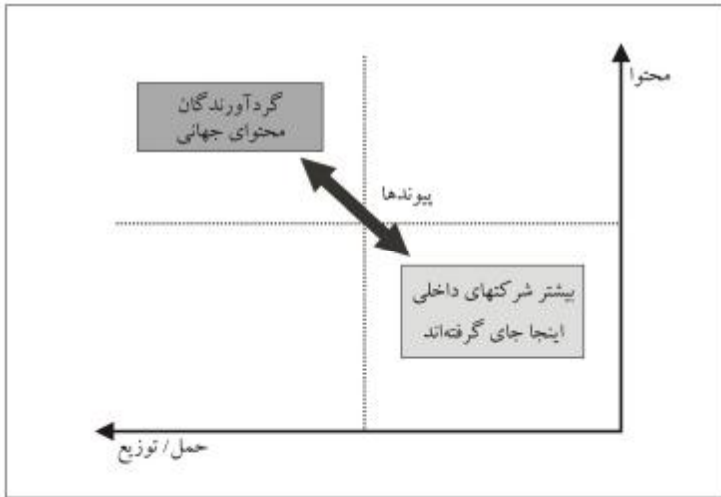 محتوا
گردآورندگان
محتوای جهانی
پیوندها
بیشتر شرکتهای داخلی
اینجا جای گرفته‌اند
حمل/توزیع